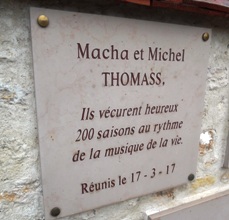 Macha et Michel
THOMASS.
Ils vécurent heureux
200 saisons au rythme
de la musique de la vie.
Réunis le 17 - 3 - 17